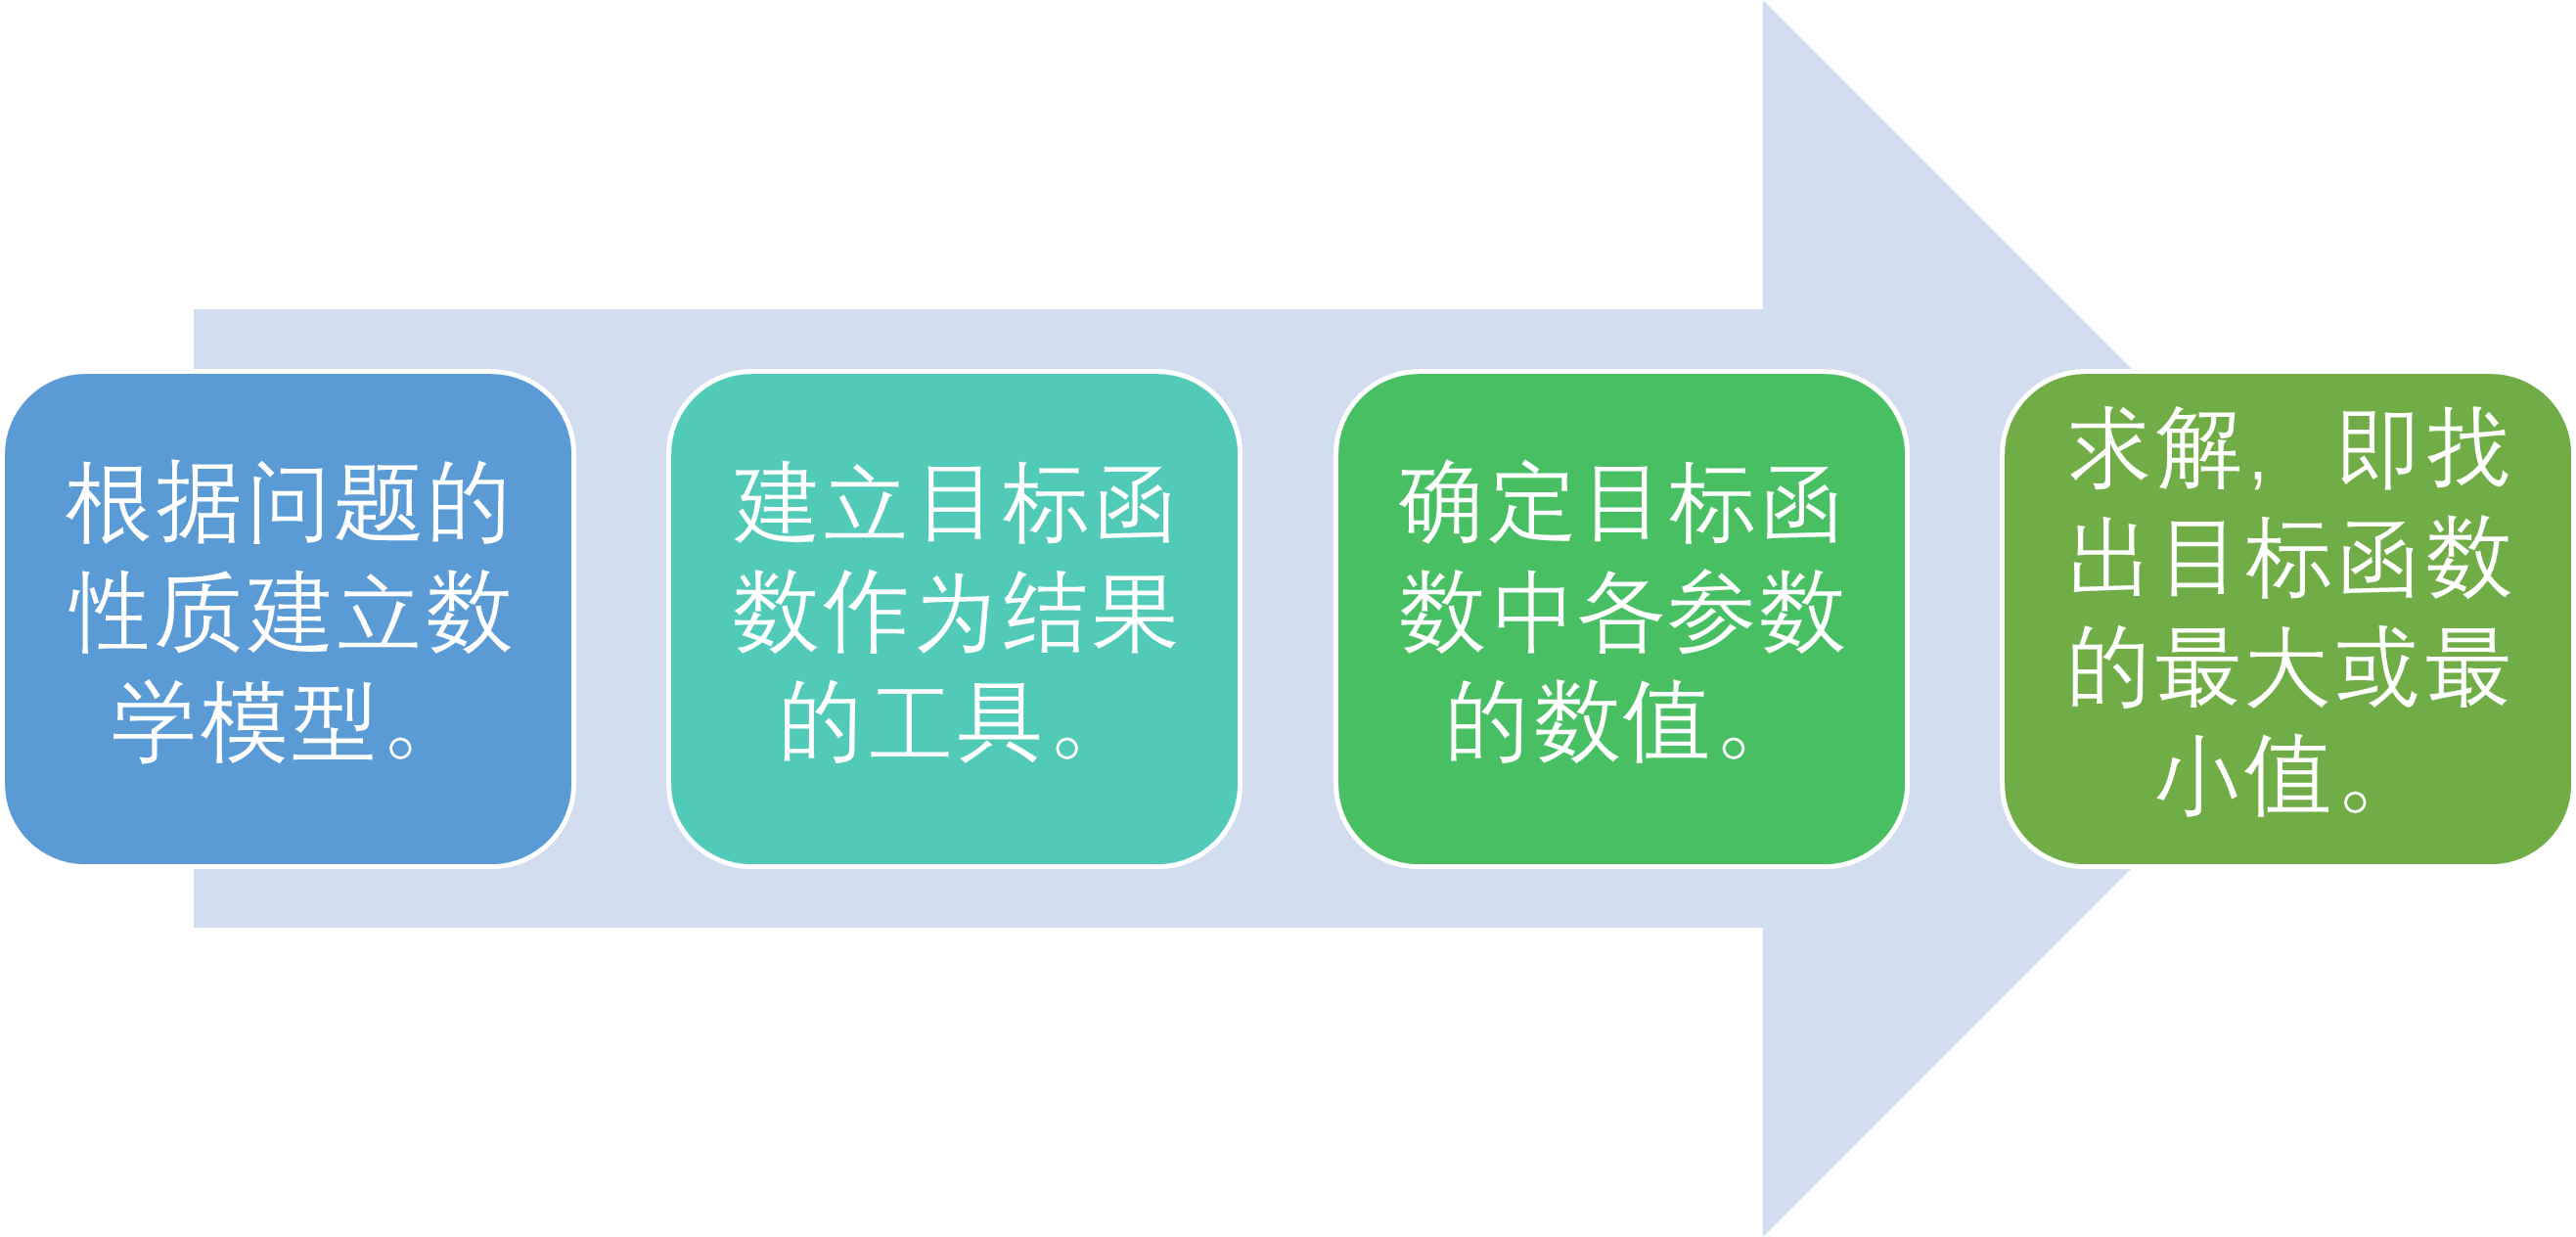 根据问题的
性质建立数
学模型。
建立目标函
数作为结果
的工具。
确定目标函
数中各参数
的数值。
求解，即找
出目标函数
的最大或最
小值。